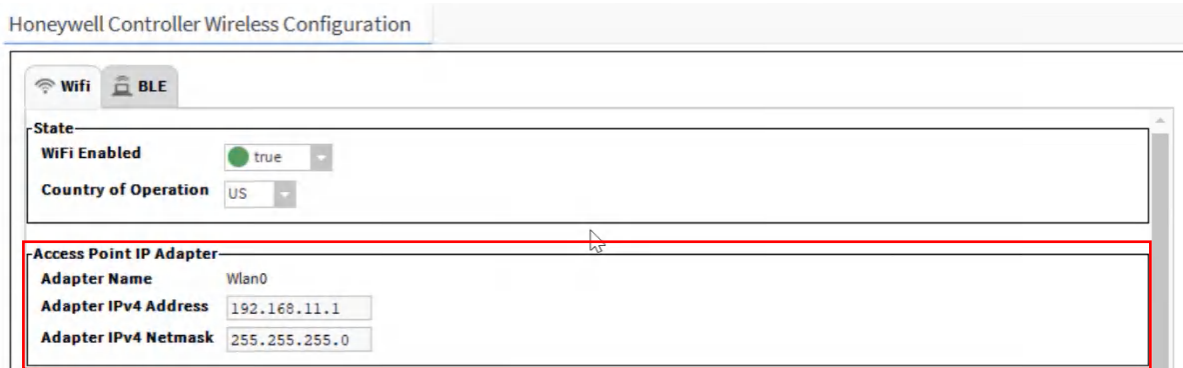 Honeywell Controller Wireless Configuration
Wifi BLE
State
WiFi Enabled true
Country of Operation US
Access Point IP Adapter
Adapter Name Wlan0
Adapter IPv4 Address 192.168.11.1
Adapter IPv4 Netmask 255.255.255.0